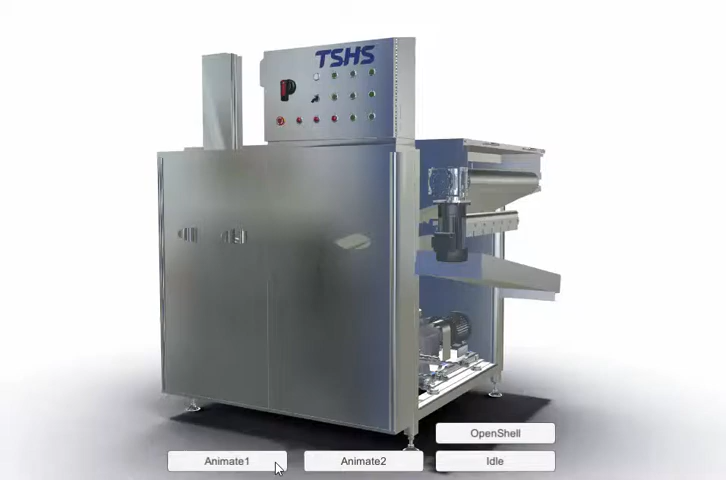 TSHS
OpenShell
Animate1
Animate2
Idle